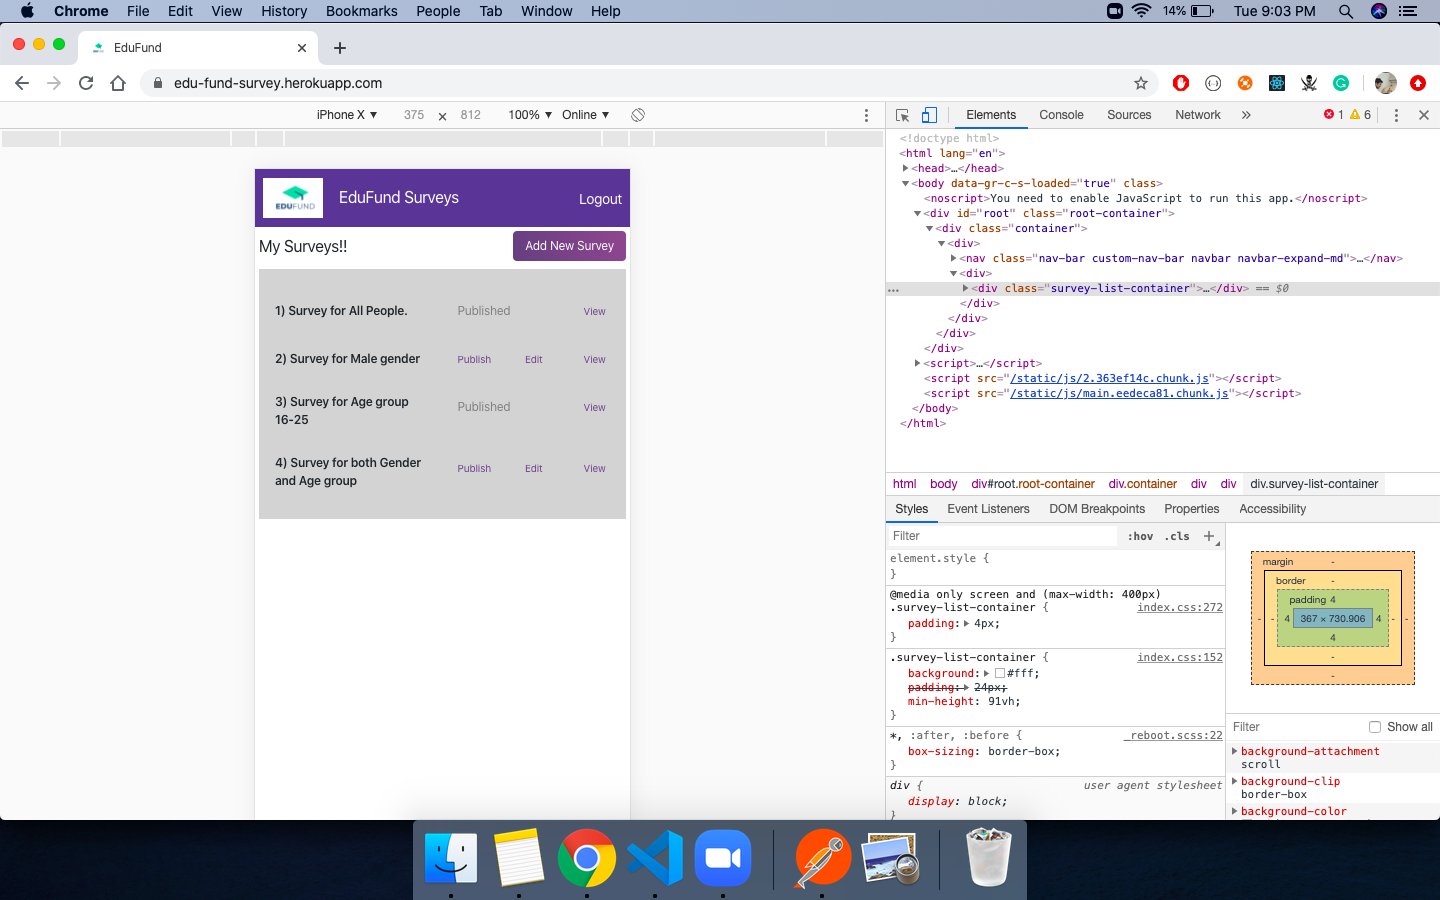 Chrome File Edit View History Bookmarks People Tab Window Help 14% Tue 9:03 PM
EduFund
edu-fund-survey.herokuapp.com
iPhone X ▼ 375 × 812 100% ▼ Online ▼
EDUFUND EduFund Surveys Logout
My Surveys!! Add New Survey
1) Survey for All People. Published View
2) Survey for Male gender Publish Edit View
3) Survey for Age group
16-25 Published View
4) Survey for both Gender
and Age group Publish Edit View
Elements Console Sources Network » 1 6
<!doctype html>
<html lang="en">
<head>…</head>
<body data-gr-c-s-loaded="true" class>
<noscript>You need to enable JavaScript to run this app.</noscript>
<div id="root" class="root-container">
<div class="container">
<div>
<nav class="nav-bar custom-nav-bar navbar navbar-expand-md">…</nav>
<div>
… <div class="survey-list-container">…</div> == $0
</div>
</div>
</div>
</div>
<script>…</script>
<script src="/static/js/2.363ef14c.chunk.js"></script>
<script src="/static/js/main.eedeca81.chunk.js"></script>
</body>
</html>
html body div#root.root-container div.container div div div.survey-list-container
Styles Event Listeners DOM Breakpoints Properties Accessibility
Filter :hov .cls +
element.style {
}
@media only screen and (max-width: 400px)
.survey-list-container { index.css:272
padding: 4px;
}
.survey-list-container { index.css:152
background: #fff;
padding: 24px;
min-height: 91vh;
}
*, :after, :before { _reboot.scss:22
box-sizing: border-box;
}
div { user agent stylesheet
display: block;
}
margin -
border -
padding 4
- - 4 367 × 730.906 4 - -
4
-
-
Filter Show all
background-attachment
scroll
background-clip
border-box
background-color